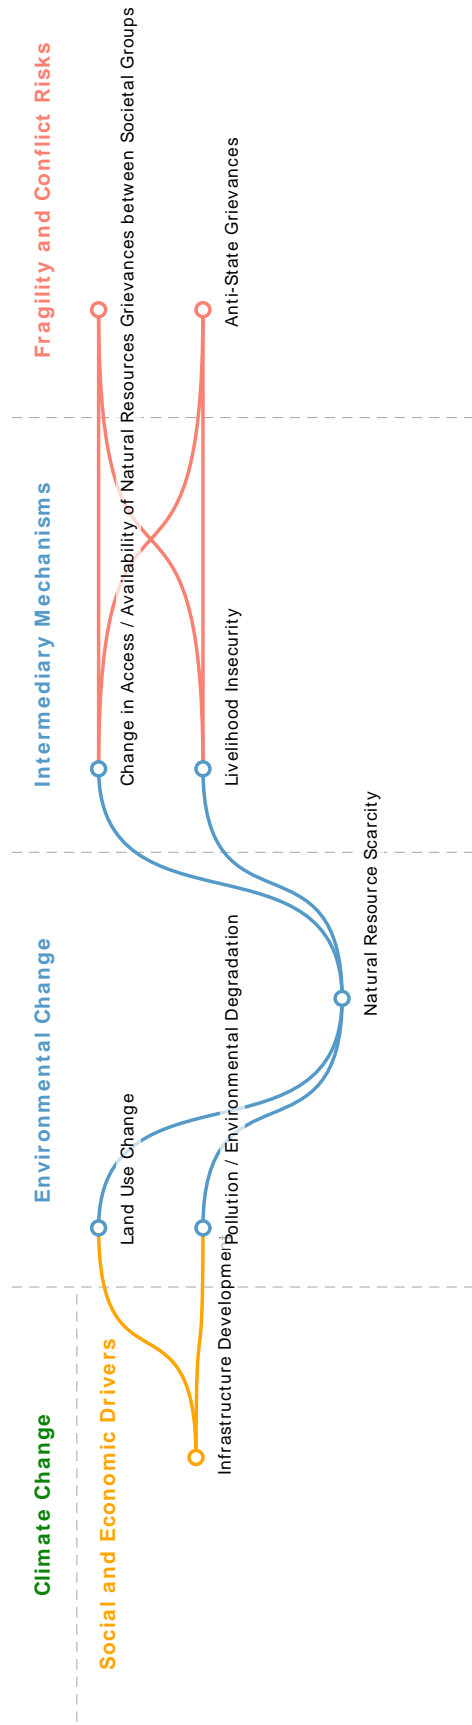 Climate Change
Social and Economic Drivers
Environmental Change
Intermediary Mechanisms
Fragility and Conflict Risks
Infrastructure Development
Land Use Change
Pollution / Environmental Degradation
Natural Resource Scarcity
Change in Access / Availability of Natural Resources
Livelihood Insecurity
Grievances between Societal Groups
Anti-State Grievances